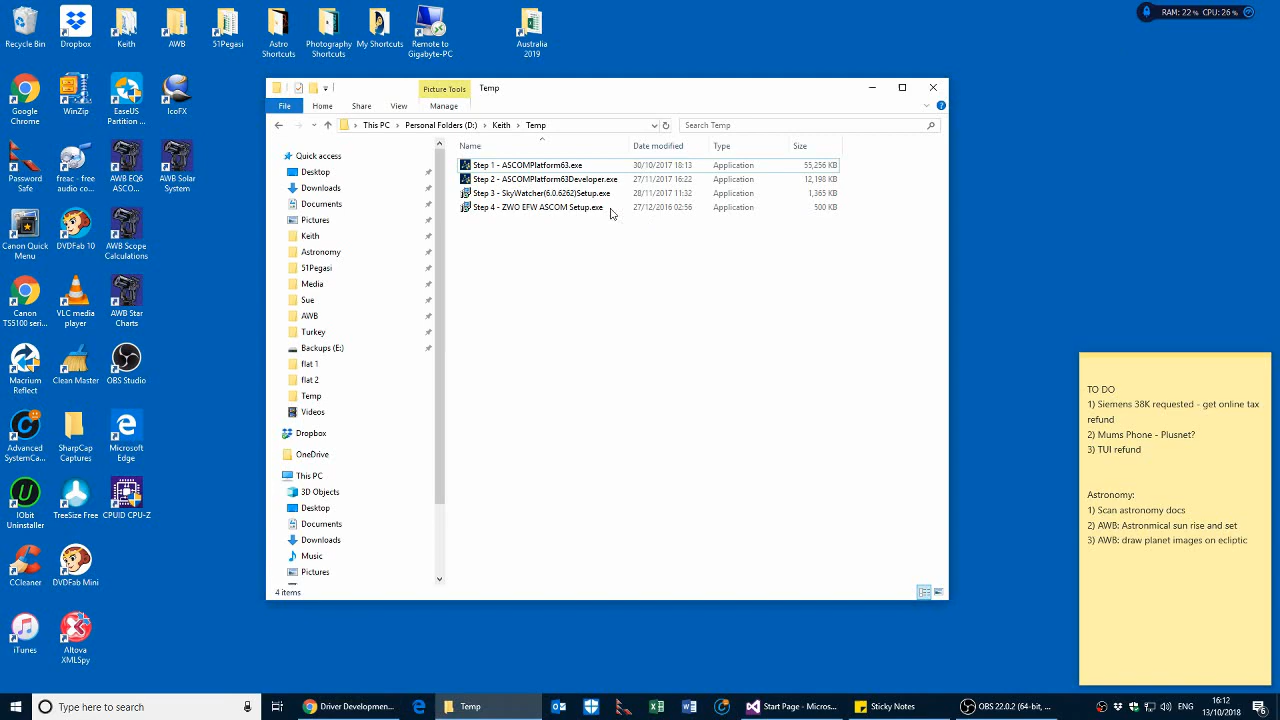 Recycle Bin
Dropbox
Keith
AWB
51Pegasi
Astro
Shortcuts
Photography
Shortcuts
My Shortcuts
Remote to
Gigabyte-PC
Australia
2019
RAM: 22 % CPU: 26 %
Google
Chrome
WinZip
EaseUS
Partition ...
IcoFX
Password
Safe
freac - free
audio co...
AWB EQ6
ASCO...
AWB Solar
System
Canon Quick
Menu
DVDFab 10
AWB Scope
Calculations
Canon
TS5100 seri...
VLC media
player
AWB Star
Charts
Macrium
Reflect
Clean Master
OBS Studio
Advanced
SystemCa...
SharpCap
Captures
Microsoft
Edge
IObit
Uninstaller
TreeSize Free
CPUID CPU-Z
CCleaner
DVDFab Mini
iTunes
Altova
XMLSpy
Picture Tools
Temp
File
Home
Share
View
Manage
This PC
Personal Folders (D:)
Keith
Temp
Search Temp
Name
Date modified
Type
Size
Step 1 - ASCOMPlatform63.exe 30/10/2017 18:13 Application 55,256 KB
Step 2 - ASCOMPlatform63Developer.exe 27/11/2017 16:22 Application 12,198 KB
Step 3 - SkyWatcher(6.0.6262)Setup.exe 28/11/2017 11:32 Application 1,365 KB
Step 4 - ZWO EFW ASCOM Setup.exe 27/12/2016 02:56 Application 500 KB
Quick access
Desktop
Downloads
Documents
Pictures
Keith
Astronomy
51Pegasi
Media
Sue
AWB
Turkey
Backups (E:)
flat 1
flat 2
Temp
Videos
Dropbox
OneDrive
This PC
3D Objects
Desktop
Documents
Downloads
Music
Pictures
4 items
TO DO
1) Siemens 38K requested - get online tax
refund
2) Mums Phone - Plusnet?
3) TUI refund
Astronomy:
1) Scan astronomy docs
2) AWB: Astronmical sun rise and set
3) AWB: draw planet images on ecliptic
Type here to search
Driver Developmen...
Temp
Start Page - Micros...
Sticky Notes
OBS 22.0.2 (64-bit, ...
ENG
16:12
13/10/2018